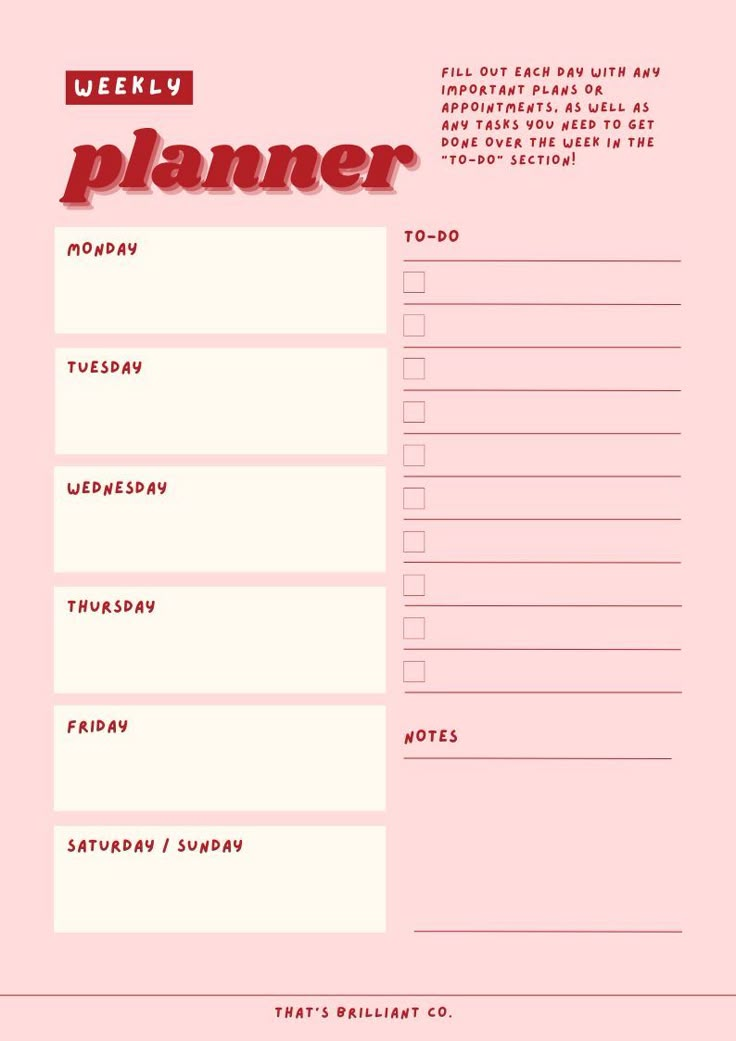 WEEKLY
planner
FILL OUT EACH DAY WITH ANY
IMPORTANT PLANS OR
APPOINTMENTS, AS WELL AS
ANY TASKS YOU NEED TO GET
DONE OVER THE WEEK IN THE
"TO-DO" SECTION!
MONDAY
TUESDAY
WEDNESDAY
THURSDAY
FRIDAY
SATURDAY / SUNDAY
TO-DO
NOTES
THAT'S BRILLIANT CO.